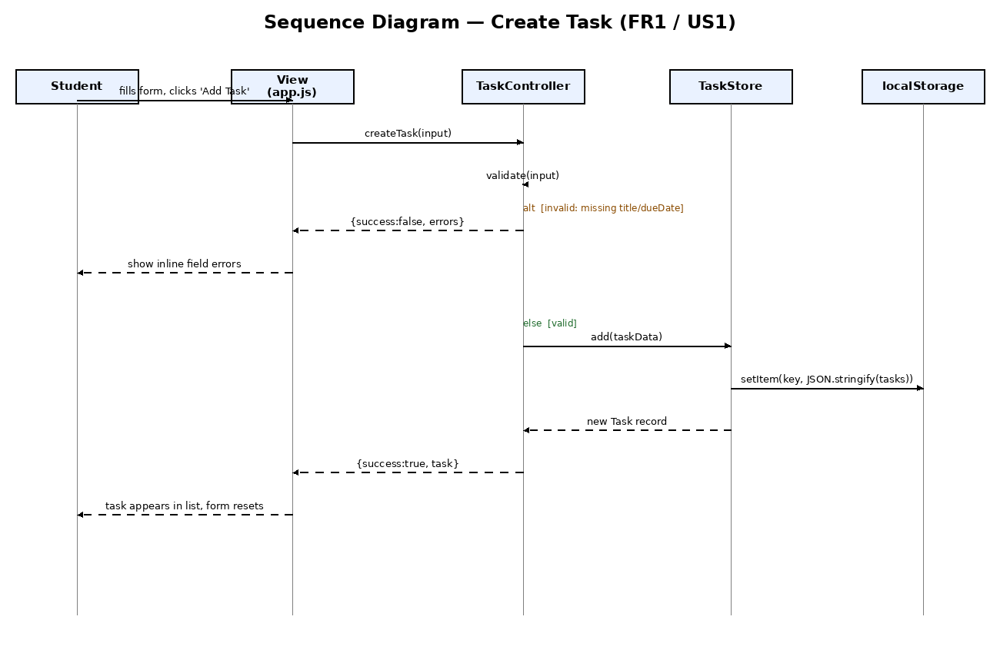 Sequence Diagram — Create Task (FR1 / US1)
Student
View
(app.js)
TaskController
TaskStore
localStorage
fills form, clicks 'Add Task'
createTask(input)
validate(input)
alt  [invalid: missing title/dueDate]
{success:false, errors}
show inline field errors
else  [valid]
add(taskData)
setItem(key, JSON.stringify(tasks))
new Task record
{success:true, task}
task appears in list, form resets